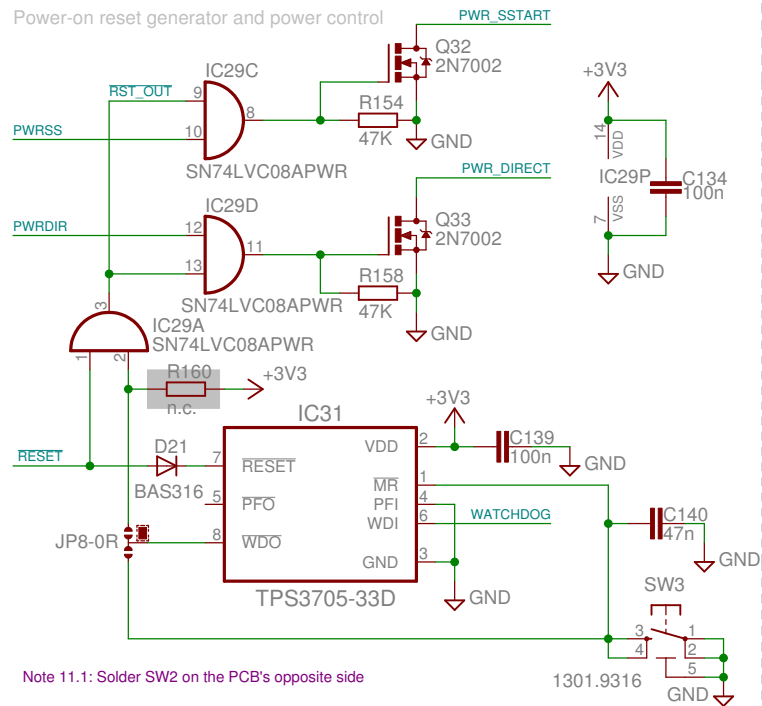 Power-on reset generator and power control
PWR_SSTART
Q32
2N7002
IC29C
RST_OUT
9
8
10
PWRSS
R154
47K
GND
SN74LVC08APWR
+3V3
14
VDD
IC29P
C134
100n
7
VSS
GND
PWR_DIRECT
IC29D
Q33
2N7002
PWRDIR
12
11
13
R158
47K
GND
SN74LVC08APWR
3
IC29A
SN74LVC08APWR
1
2
R160
n.c.
+3V3
IC31
+3V3
RESET
D21
BAS316
7
RESET
5
PFO
8
WDO
VDD
2
MR
1
PFI
4
WDI
6
GND
3
TPS3705-33D
C139
100n
GND
WATCHDOG
C140
47n
GND
GND
JP8-0R
SW3
3
1
4
2
5
1301.9316
GND
Note 11.1: Solder SW2 on the PCB's opposite side